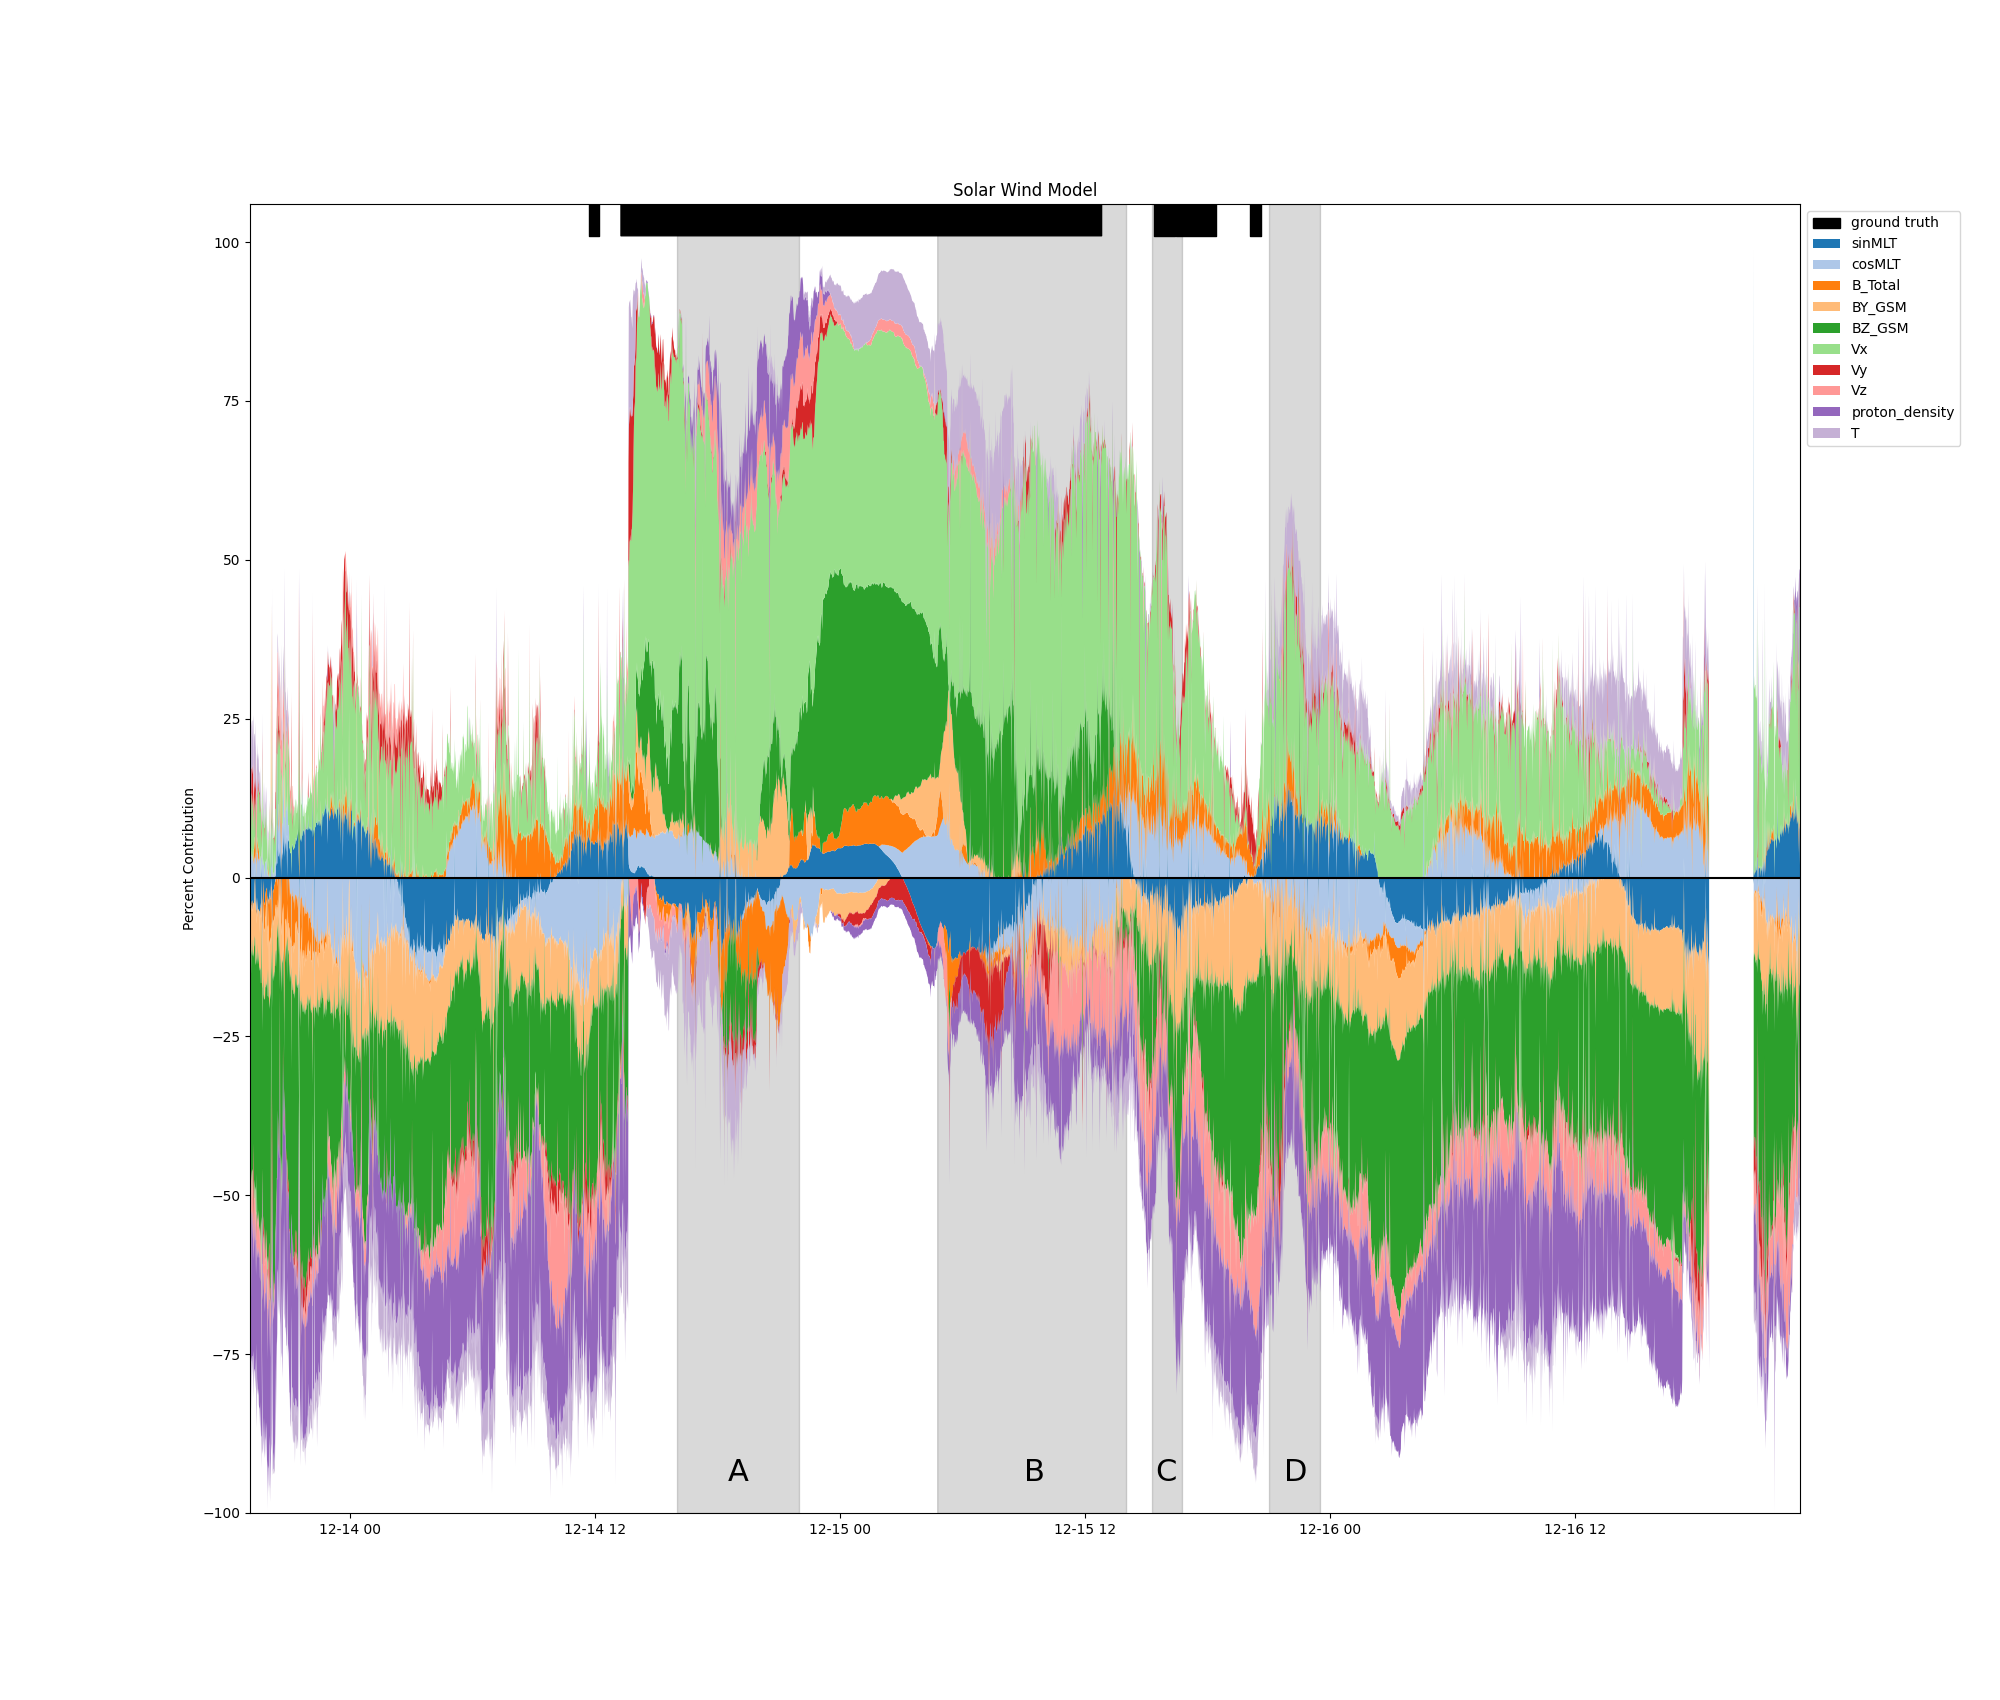 Solar Wind Model
Percent Contribution
100
75
50
25
0
−25
−50
−75
−100
12-14 00
12-14 12
12-15 00
12-15 12
12-16 00
12-16 12
A
B
C
D
ground truth
sinMLT
cosMLT
B_Total
BY_GSM
BZ_GSM
Vx
Vy
Vz
proton_density
T